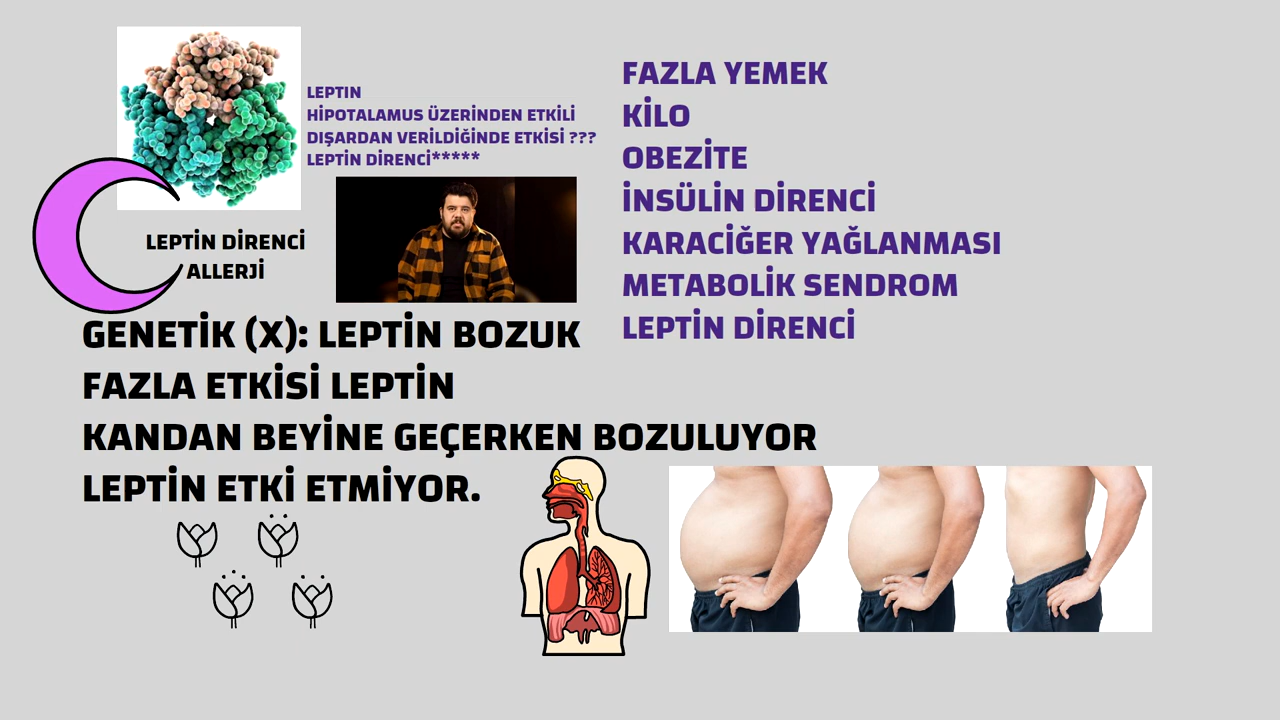 LEPTIN
HİPOTALAMUS ÜZERİNDEN ETKİLİ
DIŞARDAN VERİLDİĞİNDE ETKİSİ ???
LEPTİN DİRENCİ*****
LEPTİN DİRENCİ
ALLERJİ
GENETİK (X): LEPTİN BOZUK
FAZLA ETKİSİ LEPTİN
KANDAN BEYİNE GEÇERKEN BOZULUYOR
LEPTİN ETKİ ETMİYOR.
FAZLA YEMEK
KİLO
OBEZİTE
İNSÜLİN DİRENCİ
KARACİĞER YAĞLANMASI
METABOLİK SENDROM
LEPTİN DİRENCİ